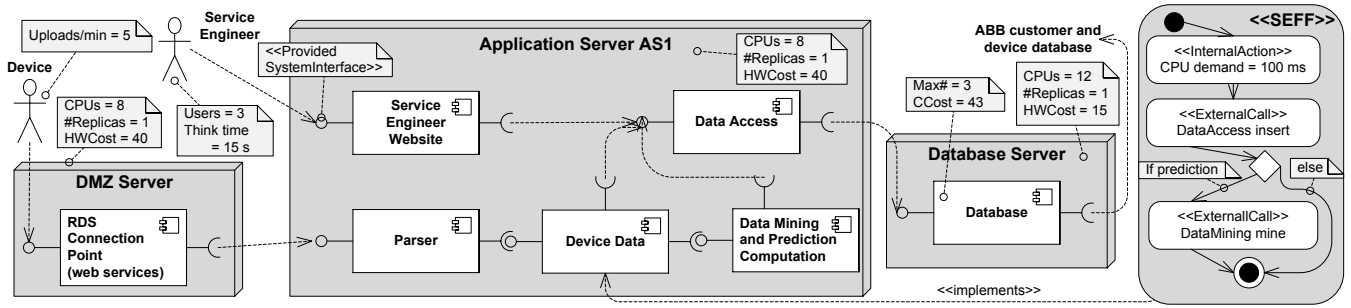 Uploads/min = 5
Service
Engineer
Device
CPUs = 8
#Replicas = 1
HWCost = 40
Users = 3
Think time
= 15 s
DMZ Server
RDS
Connection
Point
(web services)
<<Provided
SystemInterface>>
Application Server AS1
CPUs = 8
#Replicas = 1
HWCost = 40
Service
Engineer
Website
Data Access
Parser
Device Data
Data Mining
and Prediction
Computation
ABB customer and
device database
Max# = 3
CCost = 43
CPUs = 12
#Replicas = 1
HWCost = 15
Database Server
Database
<<implements>>
<<SEFF>>
<<InternalAction>>
CPU demand = 100 ms
<<ExternalCall>>
DataAccess insert
If prediction
else
<<ExternallCall>>
DataMining mine